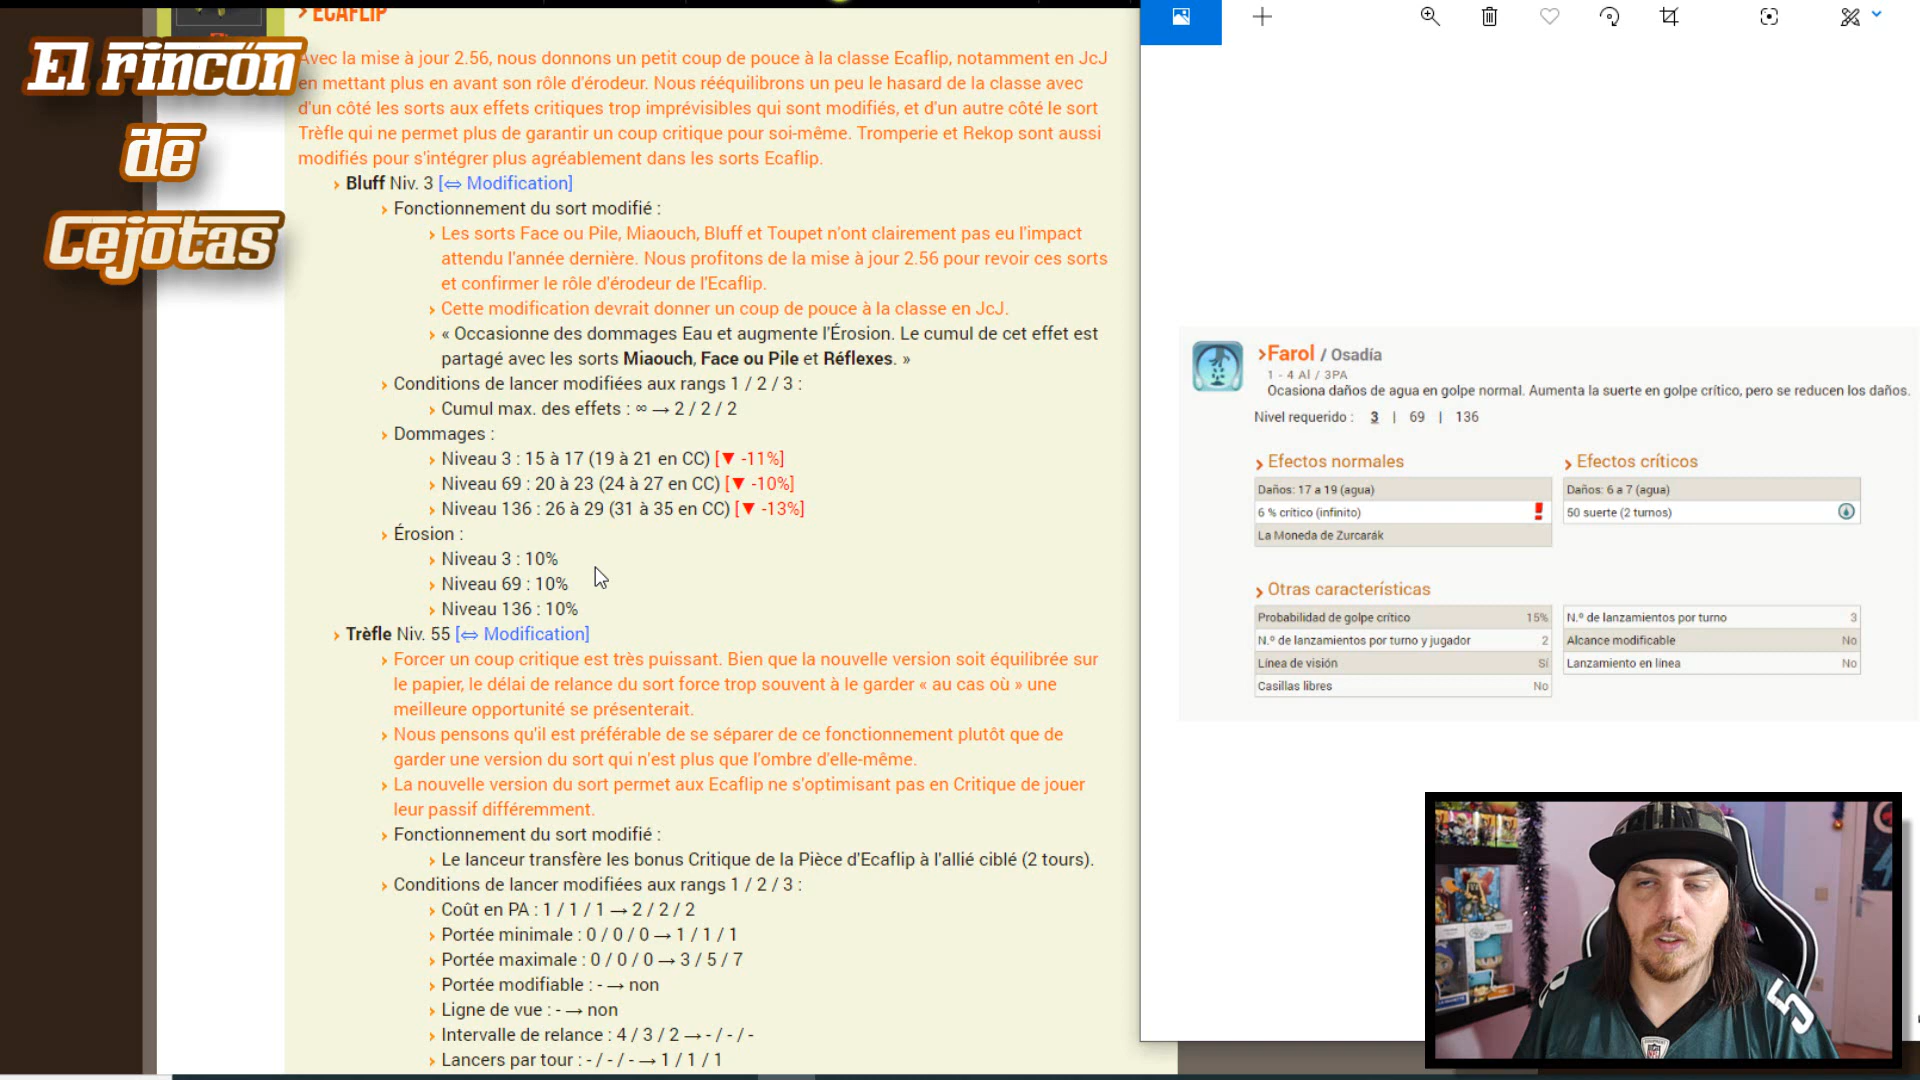 El rincón
de
Cejotas
> ECAFLIP
Avec la mise à jour 2.56, nous donnons un petit coup de pouce à la classe Ecaflip, notamment en JcJ
en mettant plus en avant son rôle d'érodeur. Nous rééquilibrons un peu le hasard de la classe avec
d'un côté les sorts aux effets critiques trop imprévisibles qui sont modifiés, et d'un autre côté le sort
Trèfle qui ne permet plus de garantir un coup critique pour soi-même. Tromperie et Rekop sont aussi
modifiés pour s'intégrer plus agréablement dans les sorts Ecaflip.
› Bluff Niv. 3 [⇔ Modification]
› Fonctionnement du sort modifié :
› Les sorts Face ou Pile, Miaouch, Bluff et Toupet n'ont clairement pas eu l'impact
attendu l'année dernière. Nous profitons de la mise à jour 2.56 pour revoir ces sorts
et confirmer le rôle d'érodeur de l'Ecaflip.
› Cette modification devrait donner un coup de pouce à la classe en JcJ.
› « Occasionne des dommages Eau et augmente l'Érosion. Le cumul de cet effet est
partagé avec les sorts Miaouch, Face ou Pile et Réflexes. »
› Conditions de lancer modifiées aux rangs 1 / 2 / 3 :
› Cumul max. des effets : ∞ → 2 / 2 / 2
› Dommages :
› Niveau 3 : 15 à 17 (19 à 21 en CC) [▼ -11%]
› Niveau 69 : 20 à 23 (24 à 27 en CC) [▼ -10%]
› Niveau 136 : 26 à 29 (31 à 35 en CC) [▼ -13%]
› Érosion :
› Niveau 3 : 10%
› Niveau 69 : 10%
› Niveau 136 : 10%
› Trèfle Niv. 55 [⇔ Modification]
› Forcer un coup critique est très puissant. Bien que la nouvelle version soit équilibrée sur
le papier, le délai de relance du sort force trop souvent à le garder « au cas où » une
meilleure opportunité se présenterait.
› Nous pensons qu'il est préférable de se séparer de ce fonctionnement plutôt que de
garder une version du sort qui n'est plus que l'ombre d'elle-même.
› La nouvelle version du sort permet aux Ecaflip ne s'optimisant pas en Critique de jouer
leur passif différemment.
› Fonctionnement du sort modifié :
› Le lanceur transfère les bonus Critique de la Pièce d'Ecaflip à l'allié ciblé (2 tours).
› Conditions de lancer modifiées aux rangs 1 / 2 / 3 :
› Coût en PA : 1 / 1 / 1 → 2 / 2 / 2
› Portée minimale : 0 / 0 / 0 → 1 / 1 / 1
› Portée maximale : 0 / 0 / 0 → 3 / 5 / 7
› Portée modifiable : - → non
› Ligne de vue : - → non
› Intervalle de relance : 4 / 3 / 2 → - / - / -
› Lancers par tour : - / - / - → 1 / 1 / 1
>Farol / Osadía
1 - 4 Al / 3PA
Ocasiona daños de agua en golpe normal. Aumenta la suerte en golpe crítico, pero se reducen los daños.
Nivel requerido : 3 | 69 | 136
› Efectos normales
Daños: 17 a 19 (agua)
6 % crítico (infinito)
La Moneda de Zurcarák
› Efectos críticos
Daños: 6 a 7 (agua)
50 suerte (2 turnos)
› Otras características
Probabilidad de golpe crítico 15%
N.º de lanzamientos por turno y jugador 2
Línea de visión Sí
Casillas libres No
N.º de lanzamientos por turno 3
Alcance modificable No
Lanzamiento en línea No
5
NFL